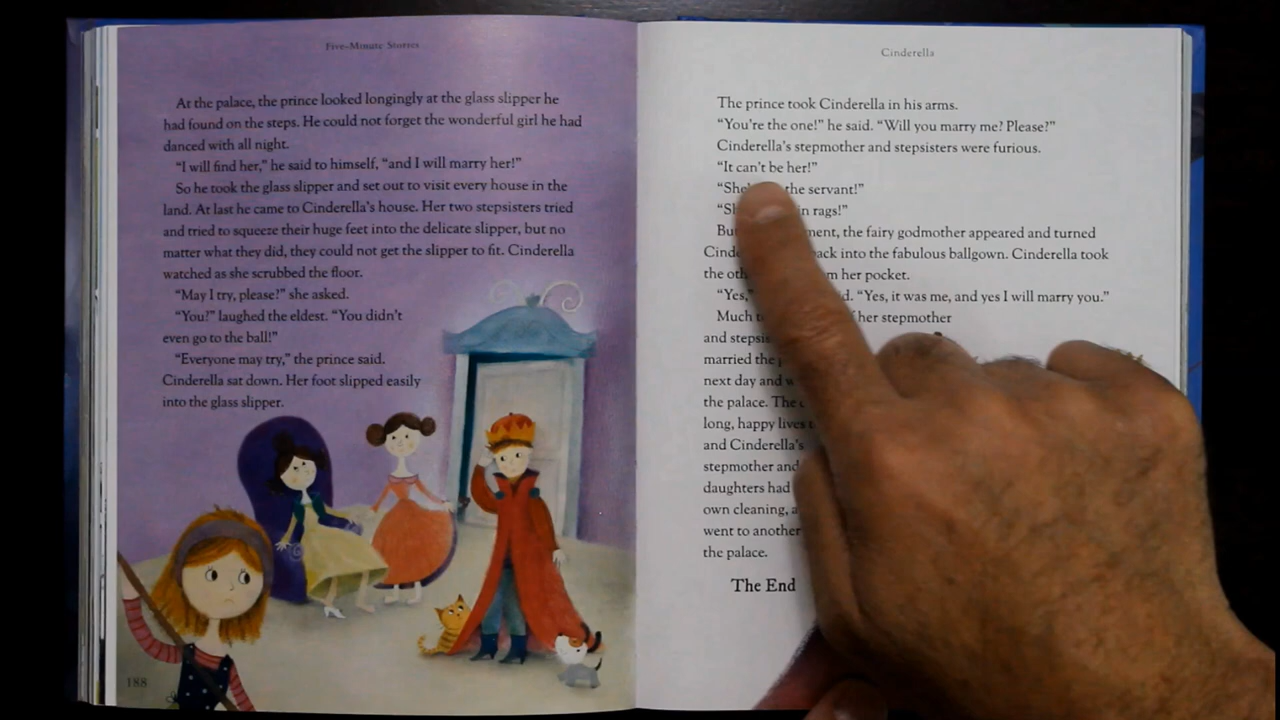 Five-Minute Stories
At the palace, the prince looked longingly at the glass slipper he
had found on the steps. He could not forget the wonderful girl he had
danced with all night.
“I will find her,” he said to himself, “and I will marry her!”
So he took the glass slipper and set out to visit every house in the
land. At last he came to Cinderella’s house. Her two stepsisters tried
and tried to squeeze their huge feet into the delicate slipper, but no
matter what they did, they could not get the slipper to fit. Cinderella
watched as she scrubbed the floor.
“May I try, please?” she asked.
“You?” laughed the eldest. “You didn’t
even go to the ball!”
“Everyone may try,” the prince said.
Cinderella sat down. Her foot slipped easily
into the glass slipper.
188
Cinderella
The prince took Cinderella in his arms.
“You’re the one!” he said. “Will you marry me? Please?”
Cinderella’s stepmother and stepsisters were furious.
“It can’t be her!”
the servant!”
in rags!”
the fairy godmother appeared and turned
back into the fabulous ballgown. Cinderella took
the her pocket.
“Yes,” “Yes, it was me, and yes I will marry you.”
Much her stepmother
and
married the
next day and
the palace. The
long, happy lives
and Cinderella’s
stepmother and
daughters had
own cleaning,
went to another
the palace.
The End